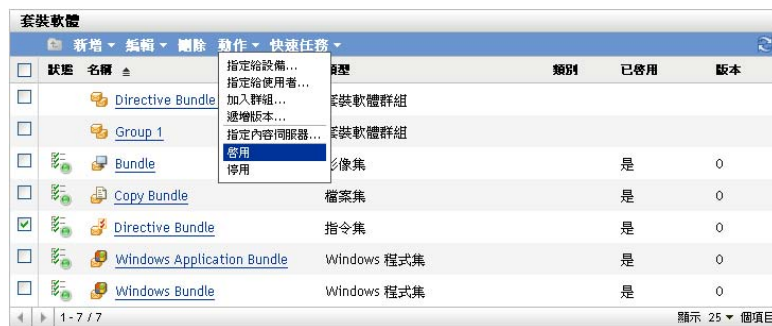 套裝軟體
新增 編輯 刪除 動作 快速任務
狀態 名稱 類型 類別 已啓用 版本
指定給設備...
指定給使用者...
加入群組...
遞增版本...
指定內容伺服器...
啓用
停用
Directive Bundle 套裝軟體群組
Group 1 套裝軟體群組
Bundle 影像集 是 0
Copy Bundle 檔案集 是 0
Directive Bundle 指令集 是 0
Windows Application Bundle Windows 程式集 是 0
Windows Bundle Windows 程式集 是 0
1 - 7 / 7 顯示 25 個項目